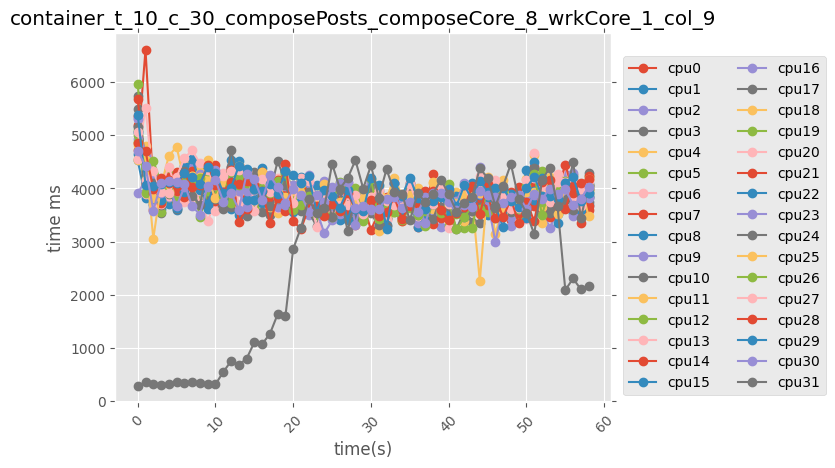 container_t_10_c_30_composePosts_composeCore_8_wrkCore_1_col_9
6000
5000
4000
3000
2000
1000
0
time ms
0 10 20 30 40 50 60
time(s)
cpu0 cpu16
cpu1 cpu17
cpu2 cpu18
cpu3 cpu19
cpu4 cpu20
cpu5 cpu21
cpu6 cpu22
cpu7 cpu23
cpu8 cpu24
cpu9 cpu25
cpu10 cpu26
cpu11 cpu27
cpu12 cpu28
cpu13 cpu29
cpu14 cpu30
cpu15 cpu31